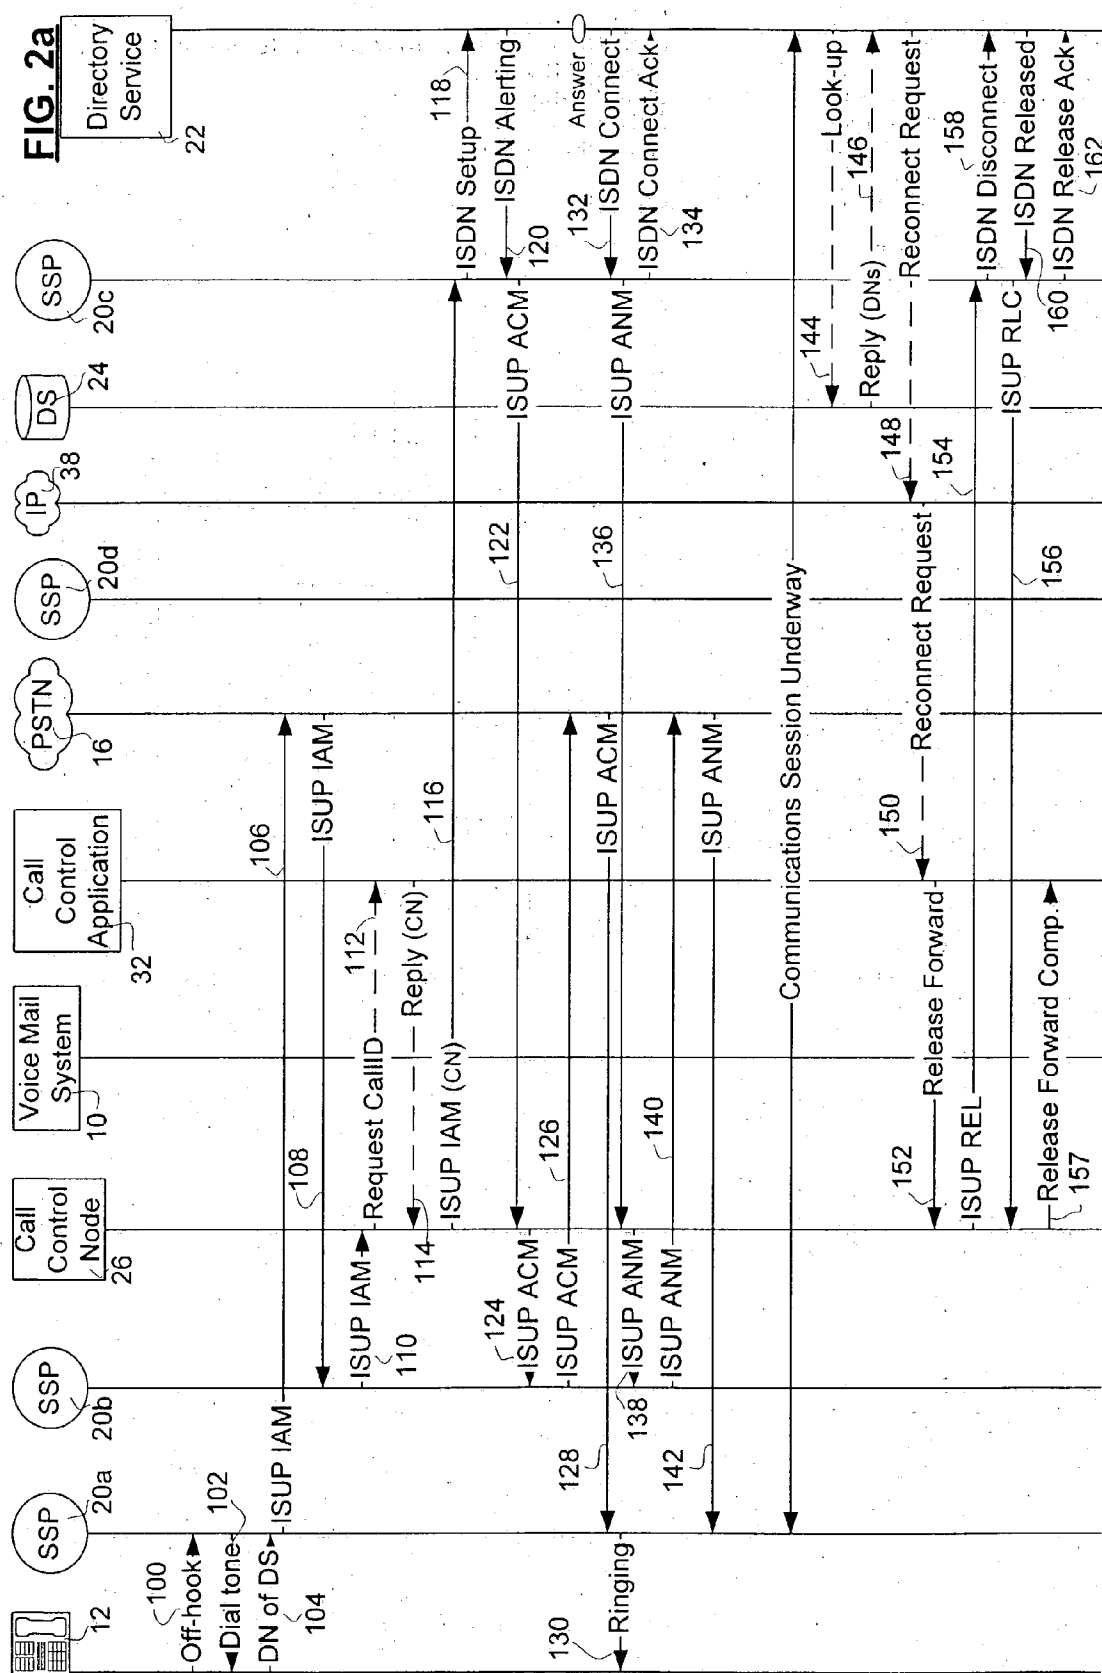 FIG. 2a
12
SSP
20a
SSP
20b
Call
Control
Node
26
Voice Mail
System
10
Call
Control
Application
32
PSTN
16
SSP
20d
IP
38
DS
24
SSP
20c
Directory
Service
22
100
Off-hook
102
Dial tone
DN of DS
104
ISUP IAM
106
108
ISUP IAM
ISUP IAM
110
Request CallID
112
Reply (CN)
114
ISUP IAM (CN)
116
ISDN Setup
118
ISDN Alerting
120
ISUP ACM
122
124
ISUP ACM
ISUP ACM
126
ISUP ACM
128
130
Ringing
Answer
132
ISDN Connect
ISDN Connect Ack
134
ISUP ANM
136
ISUP ANM
138
ISUP ANM
140
ISUP ANM
142
Communications Session Underway
Look-up
144
Reply (DNs)
146
Reconnect Request
148
Reconnect Request
150
Release Forward
152
ISUP REL
154
ISDN Disconnect
158
ISUP RLC
156
ISDN Released
160
Release Forward Comp.
157
ISDN Release Ack
162